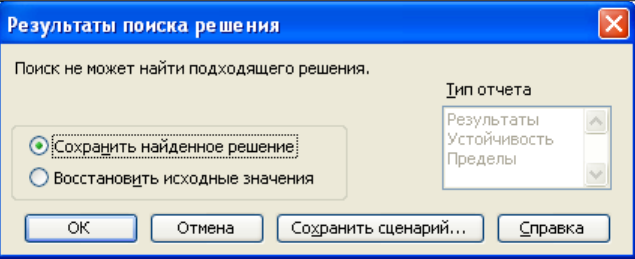 Результаты поиска решения
Поиск не может найти подходящего решения.
Тип отчета
Результаты
Устойчивость
Пределы
Сохранить найденное решение
Восстановить исходные значения
ОК
Отмена
Сохранить сценарий...
Справка